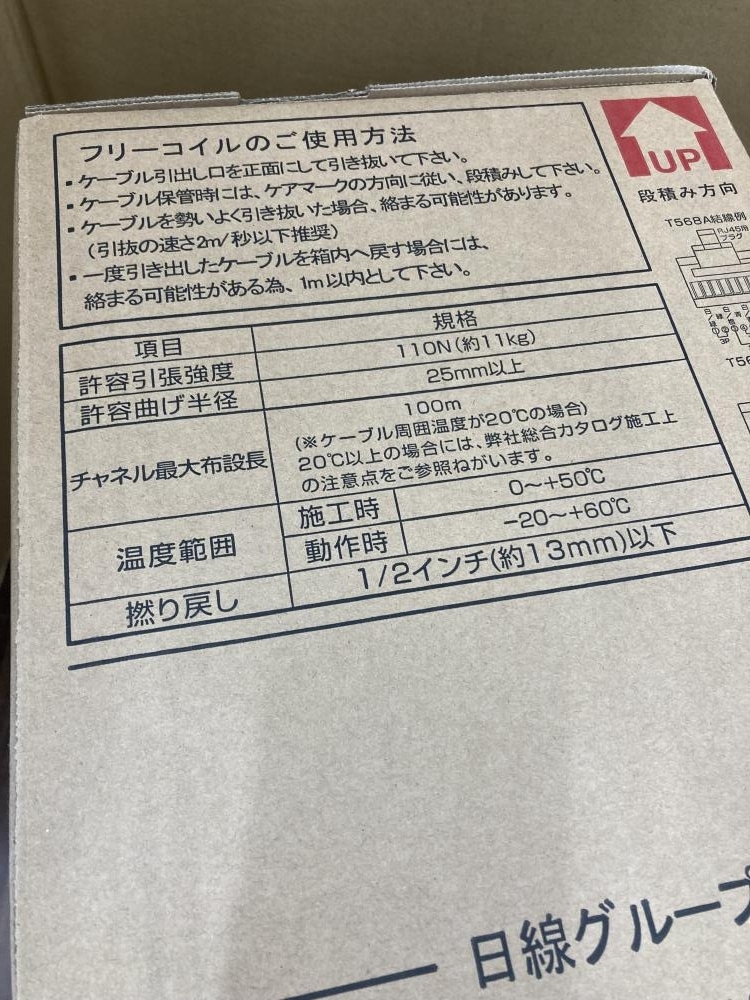 フリーコイルのご使用方法
▪ケーブル引出し口を正面にして引き抜いて下さい。
▪ケーブル保管時には、ケアマークの方向に従い、段積みして下さい。
▪ケーブルを勢いよく引き抜いた場合、絡まる可能性があります。
（引抜の速さ2m/秒以下推奨）
▪一度引き出したケーブルを箱内へ戻す場合には、
絡まる可能性がある為、1m以内として下さい。
UP
段積み方向
T568A結線例
RJ45用
プラグ
項目 規格
許容引張強度 110N(約11kg)
許容曲げ半径 25mm以上
チャネル最大布設長 100m
(※ケーブル周囲温度が20℃の場合)
20℃以上の場合には、弊社総合カタログ施工上
の注意点をご参照ねがいます。
温度範囲 施工時 0～+50℃
動作時 -20～+60℃
撚り戻し 1/2インチ(約13mm)以下
日線グループ